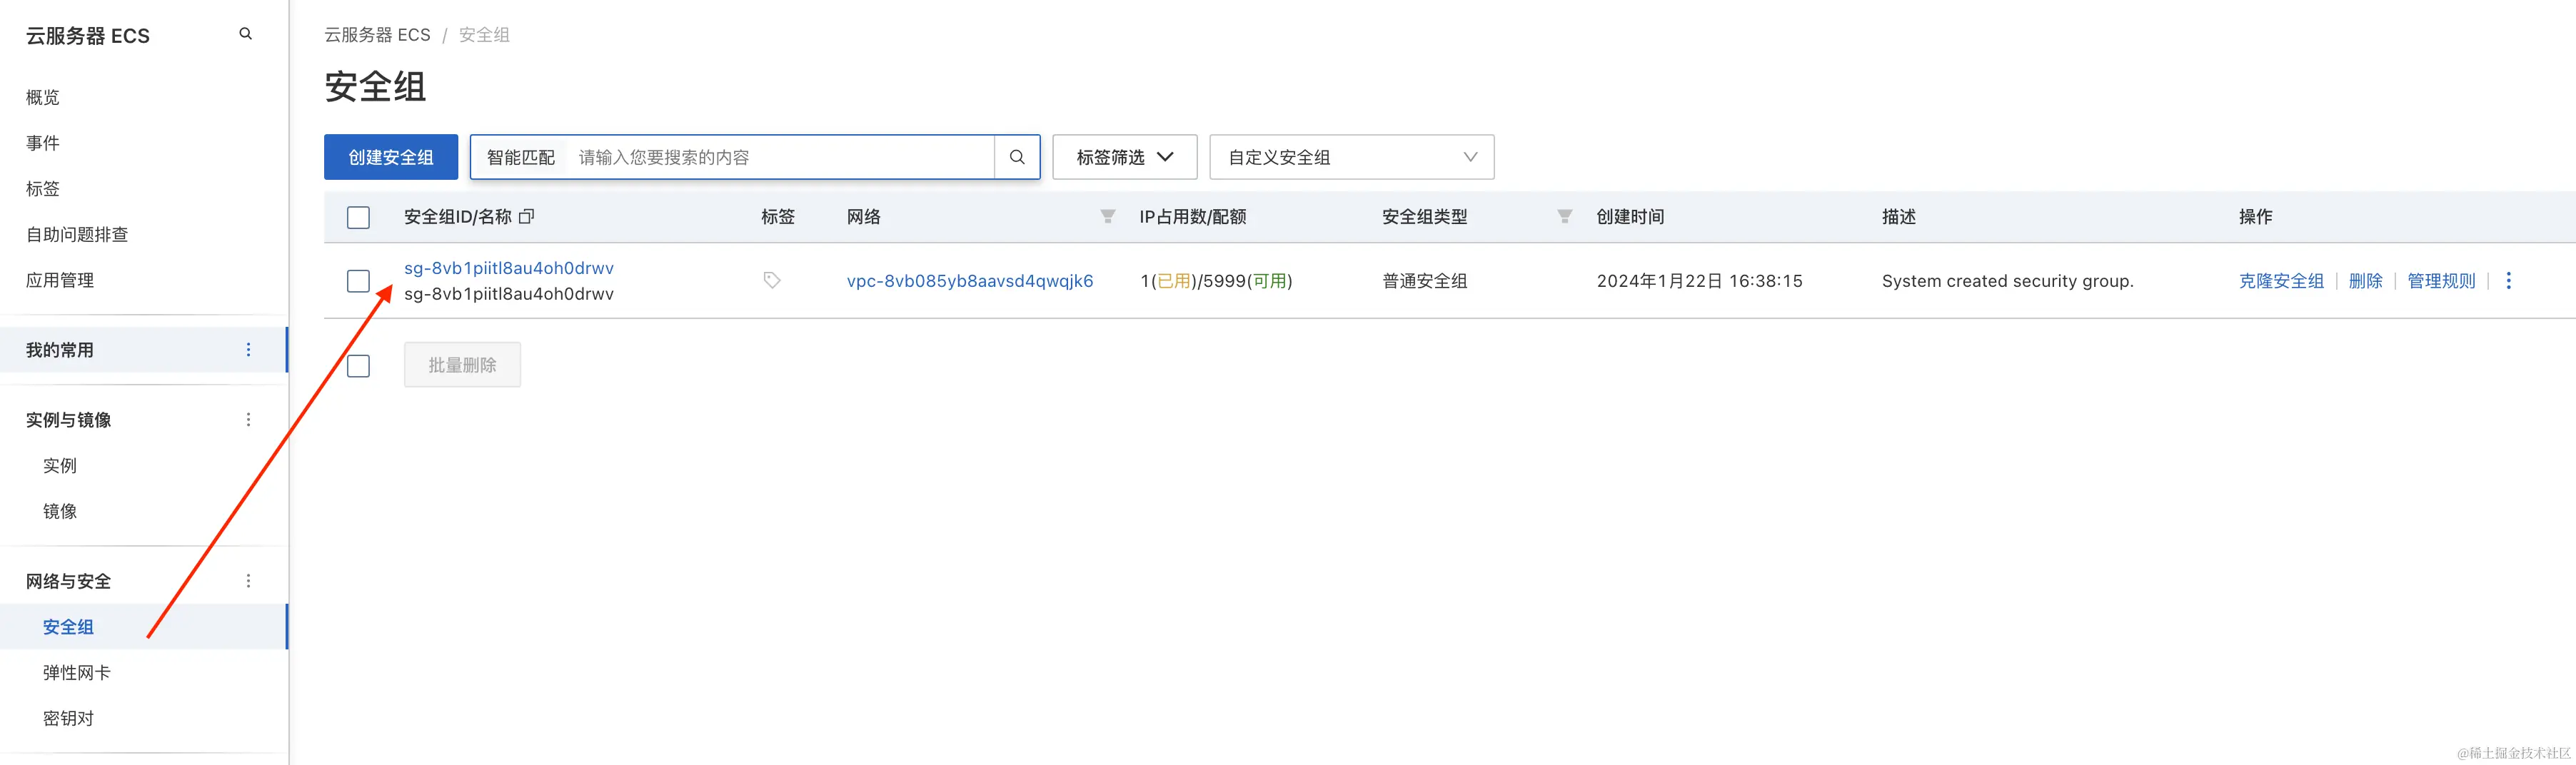 云服务器 ECS
概览
事件
标签
自助问题排查
应用管理
我的常用
实例与镜像
实例
镜像
网络与安全
安全组
弹性网卡
密钥对
云服务器 ECS / 安全组
安全组
创建安全组 智能匹配 请输入您要搜索的内容 标签筛选 自定义安全组
安全组ID/名称 标签 网络 IP占用数/配额 安全组类型 创建时间 描述 操作
sg-8vb1piitl8au4oh0drwv
sg-8vb1piitl8au4oh0drwv
vpc-8vb085yb8aavsd4qwqjk6 1(已用)/5999(可用) 普通安全组 2024年1月22日 16:38:15 System created security group. 克隆安全组 | 删除 | 管理规则 |
批量删除
@稀土掘金技术社区